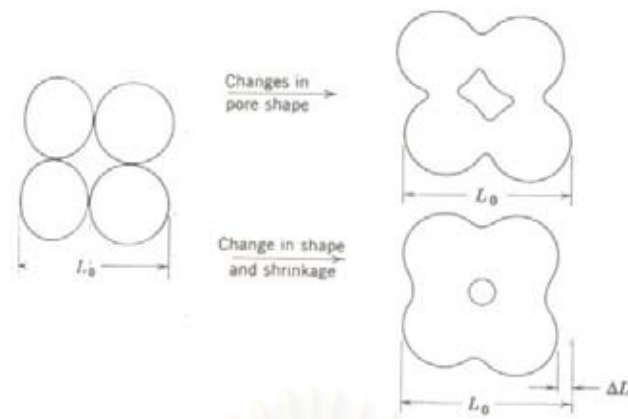 Changes in
pore shape
L₀
L₀
Change in shape
and shrinkage
L₀
ΔL